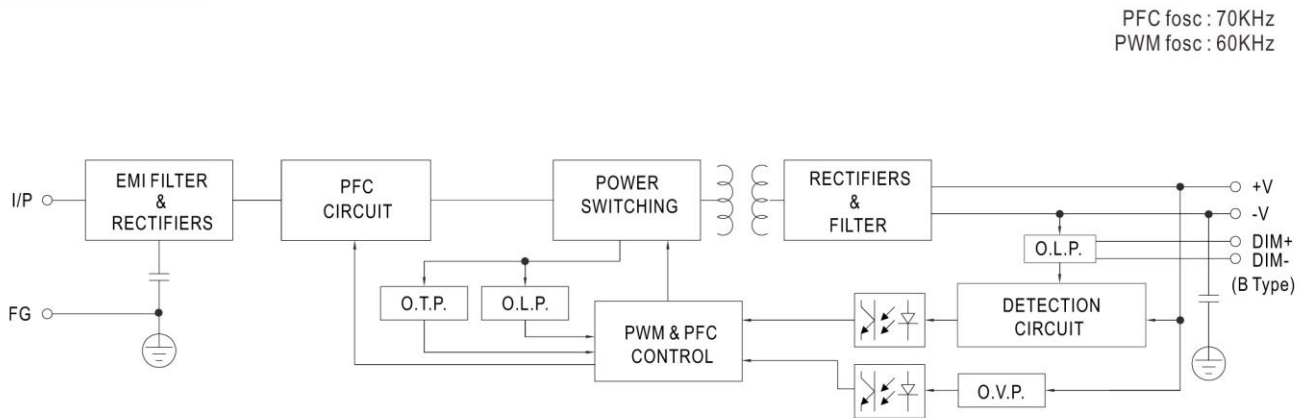 PFC fosc : 70KHz
PWM fosc : 60KHz
I/P
EMI FILTER
&
RECTIFIERS
PFC
CIRCUIT
POWER
SWITCHING
RECTIFIERS
&
FILTER
+V
-V
DIM+
DIM-
(B Type)
O.L.P.
FG
O.T.P.
O.L.P.
PWM & PFC
CONTROL
DETECTION
CIRCUIT
O.V.P.